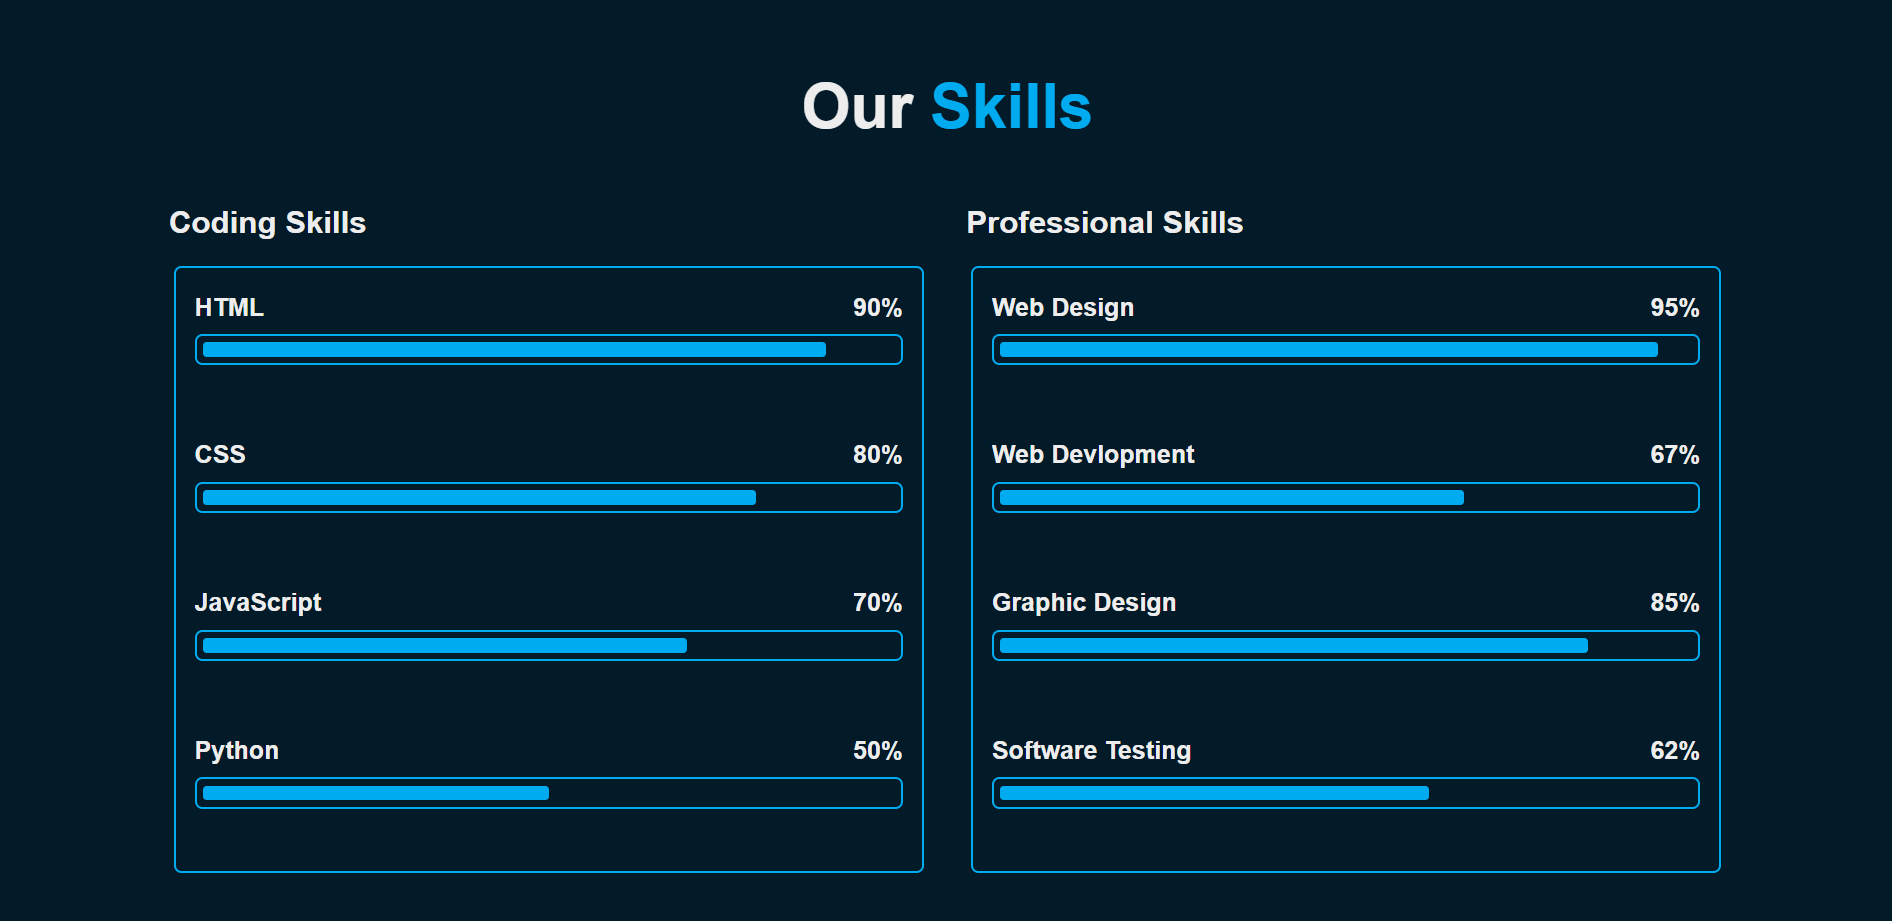 Our Skills
Coding Skills
HTML 90%
CSS 80%
JavaScript 70%
Python 50%
Professional Skills
Web Design 95%
Web Devlopment 67%
Graphic Design 85%
Software Testing 62%